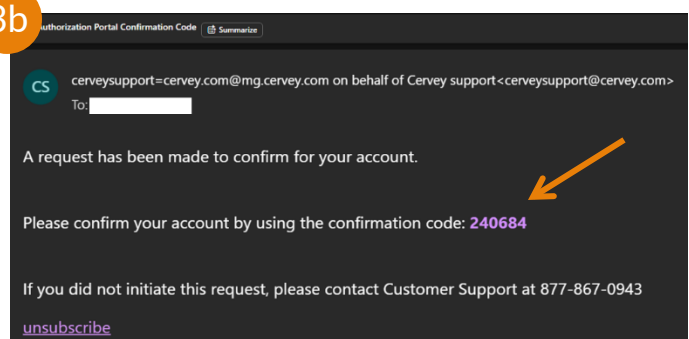 3b
uthorization Portal Confirmation Code Summarize
CS
cerveysupport=cervey.com@mg.cervey.com on behalf of Cervey support<cerveysupport@cervey.com>
To:
A request has been made to confirm for your account.
Please confirm your account by using the confirmation code: 240684
If you did not initiate this request, please contact Customer Support at 877-867-0943
unsubscribe